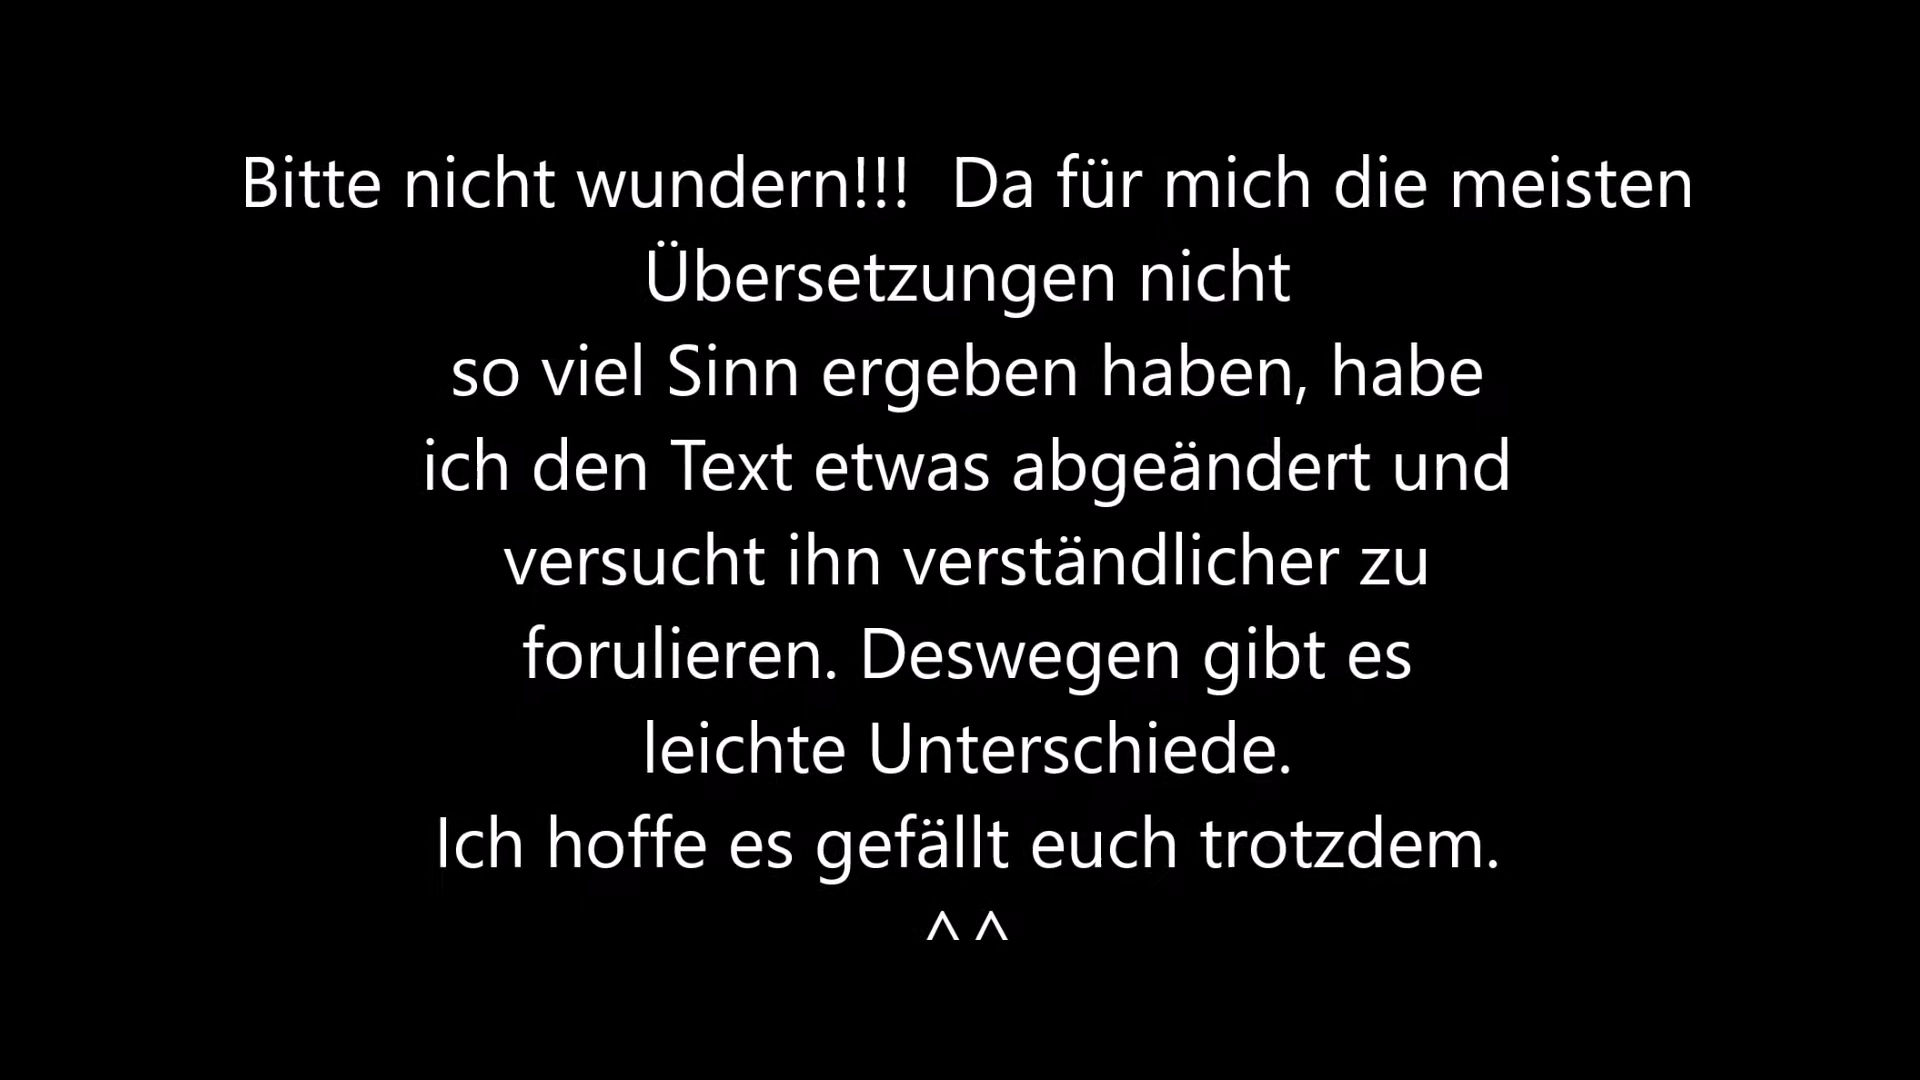 Bitte nicht wundern!!!  Da für mich die meisten
Übersetzungen nicht
so viel Sinn ergeben haben, habe
ich den Text etwas abgeändert und
versucht ihn verständlicher zu
forulieren. Deswegen gibt es
leichte Unterschiede.
Ich hoffe es gefällt euch trotzdem.
^ ^